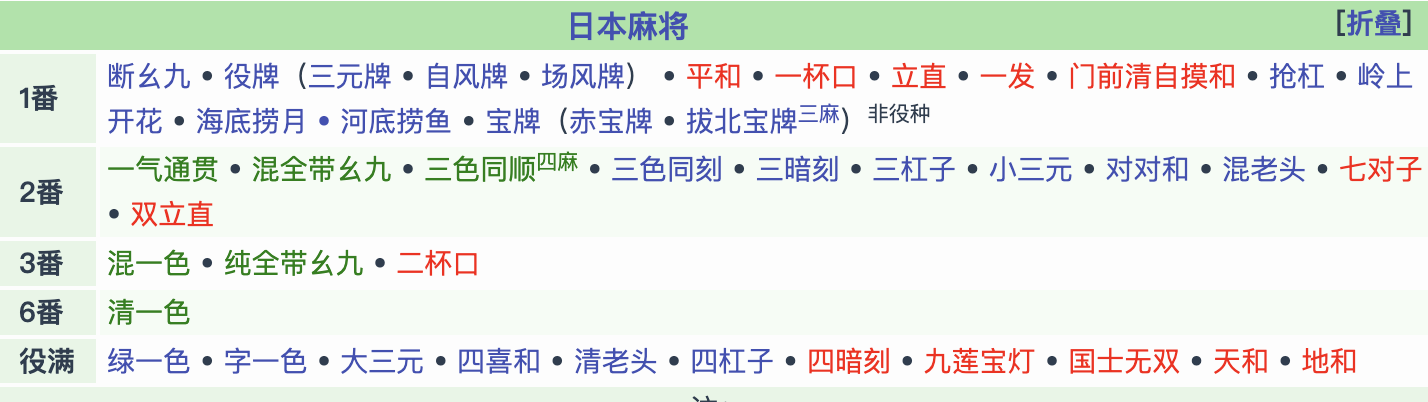 日本麻将 [折叠]
1番 断幺九 • 役牌（三元牌 • 自风牌 • 场风牌） • 平和 • 一杯口 • 立直 • 一发 • 门前清自摸和 • 抢杠 • 岭上
开花 • 海底捞月 • 河底捞鱼 • 宝牌（赤宝牌 • 拔北宝牌三麻）非役种
2番 一气通贯 • 混全带幺九 • 三色同顺四麻 • 三色同刻 • 三暗刻 • 三杠子 • 小三元 • 对对和 • 混老头 • 七对子
• 双立直
3番 混一色 • 纯全带幺九 • 二杯口
6番 清一色
役满 绿一色 • 字一色 • 大三元 • 四喜和 • 清老头 • 四杠子 • 四暗刻 • 九莲宝灯 • 国士无双 • 天和 • 地和